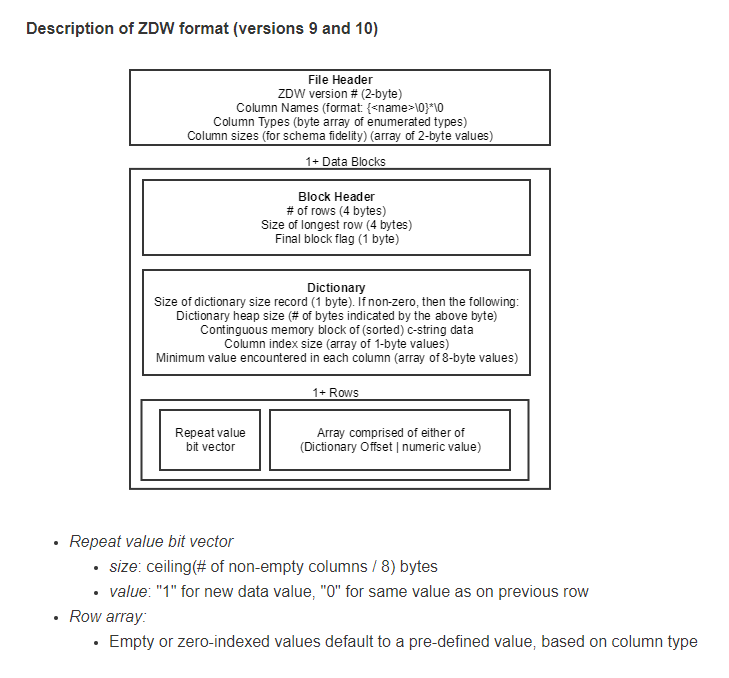 Description of ZDW format (versions 9 and 10)
File Header
ZDW version # (2-byte)
Column Names (format: {<name>\0}*\0
Column Types (byte array of enumerated types)
Column sizes (for schema fidelity) (array of 2-byte values)
1+ Data Blocks
Block Header
# of rows (4 bytes)
Size of longest row (4 bytes)
Final block flag (1 byte)
Dictionary
Size of dictionary size record (1 byte). If non-zero, then the following:
Dictionary heap size (# of bytes indicated by the above byte)
Continguous memory block of (sorted) c-string data
Column index size (array of 1-byte values)
Minimum value encountered in each column (array of 8-byte values)
1+ Rows
Repeat value
bit vector
Array comprised of either of
(Dictionary Offset | numeric value)
• Repeat value bit vector
• size: ceiling(# of non-empty columns / 8) bytes
• value: "1" for new data value, "0" for same value as on previous row
• Row array:
• Empty or zero-indexed values default to a pre-defined value, based on column type